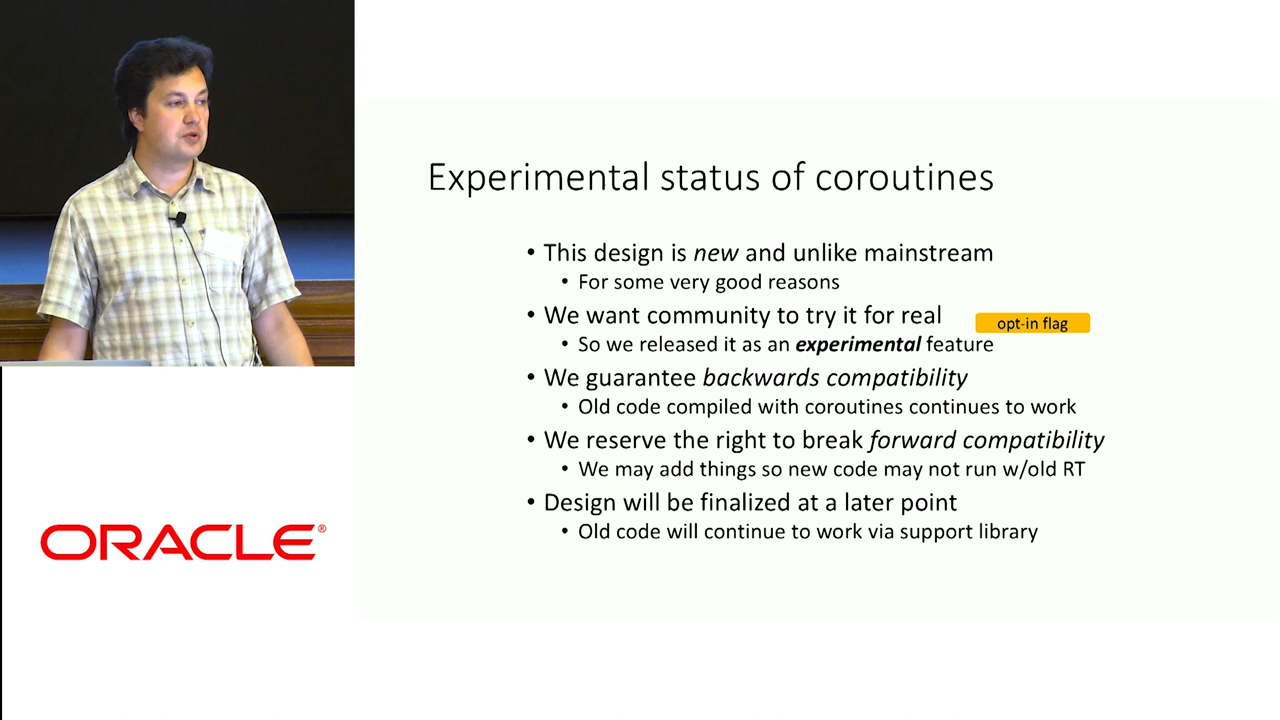 Experimental status of coroutines
• This design is new and unlike mainstream
• For some very good reasons
• We want community to try it for real
opt-in flag
• So we released it as an experimental feature
• We guarantee backwards compatibility
• Old code compiled with coroutines continues to work
• We reserve the right to break forward compatibility
• We may add things so new code may not run w/old RT
• Design will be finalized at a later point
• Old code will continue to work via support library
ORACLE®